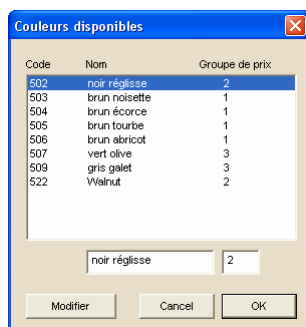 Couleurs disponibles
Code Nom Groupe de prix
502 noir réglisse 2
503 brun noisette 1
504 brun écorce 1
505 brun tourbe 1
506 brun abricot 1
507 vert olive 3
509 gris galet 3
522 Walnut 2
noir réglisse 2
Modifier Cancel OK